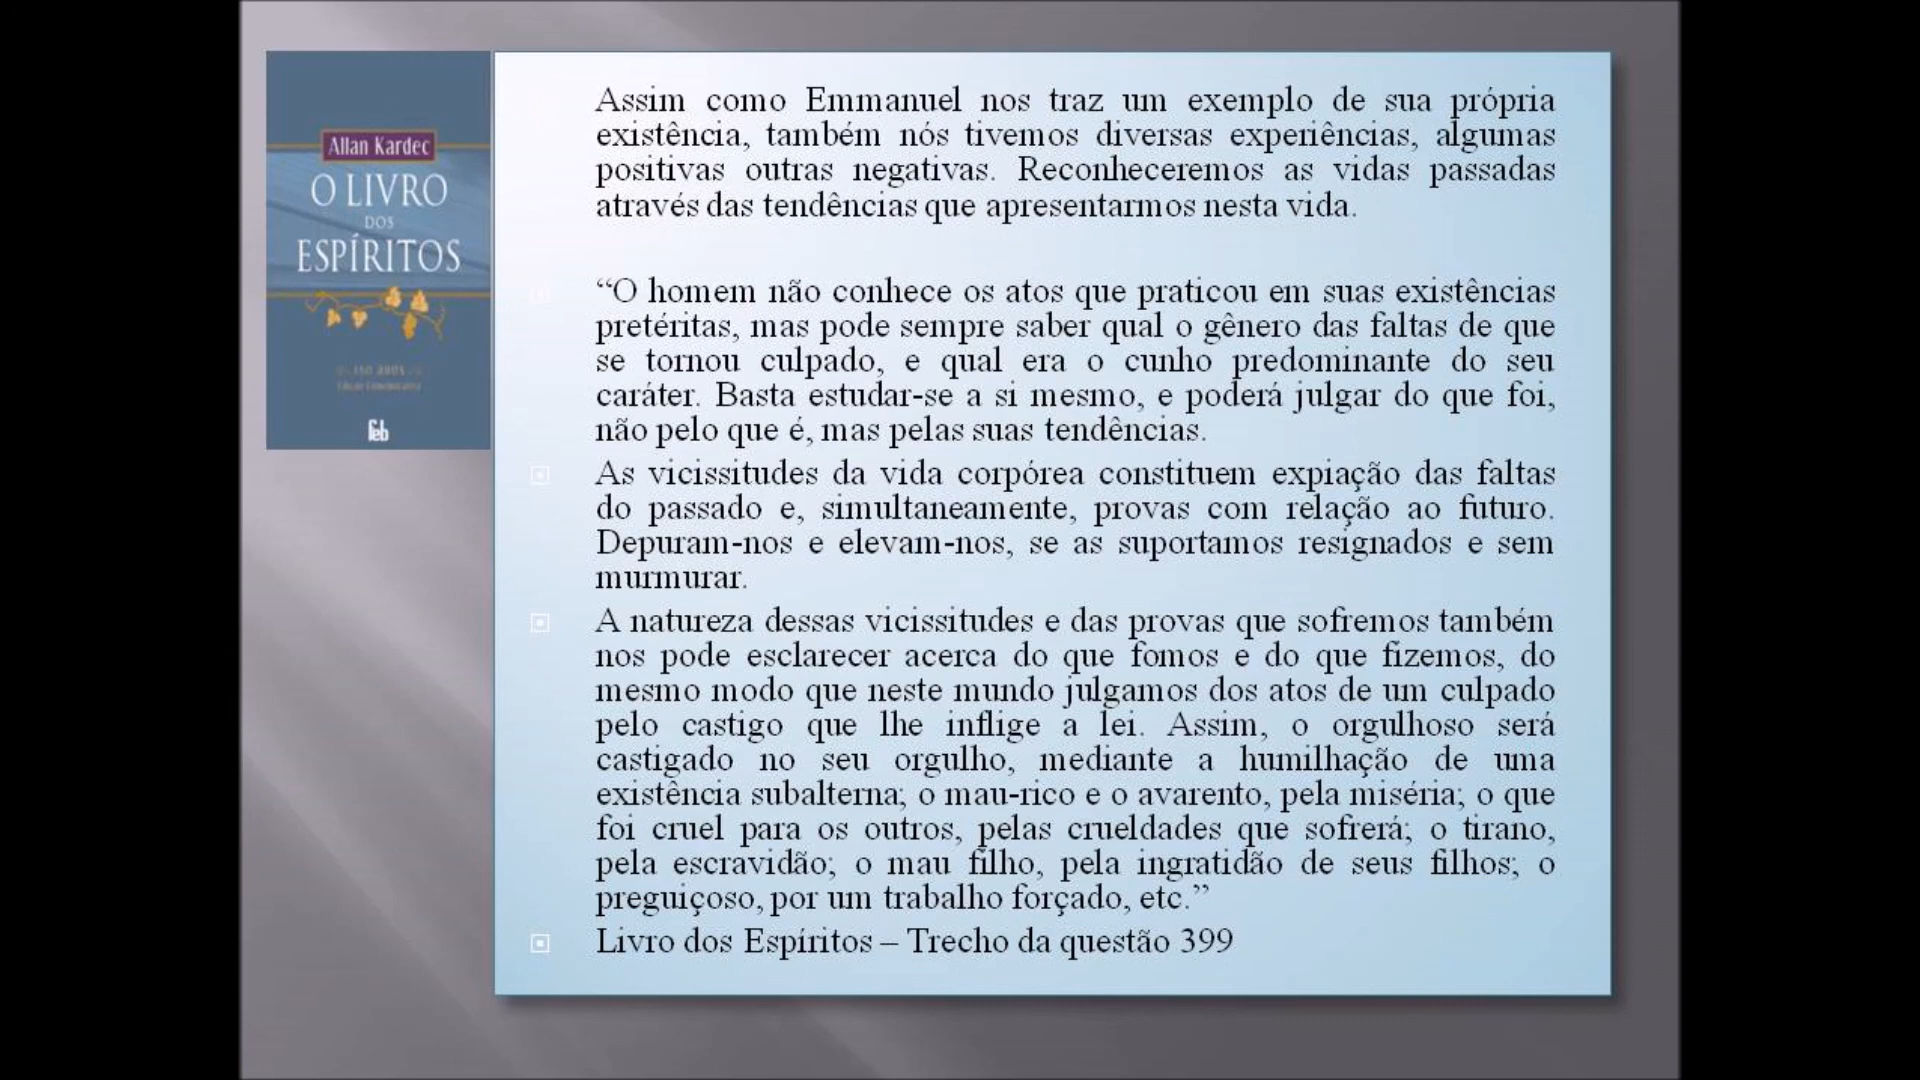 Allan Kardec
O LIVRO
DOS
ESPÍRITOS
150 ANOS
Edição Comemorativa
feb
Assim como Emmanuel nos traz um exemplo de sua própria
existência, também nós tivemos diversas experiências, algumas
positivas outras negativas. Reconheceremos as vidas passadas
através das tendências que apresentarmos nesta vida.
“O homem não conhece os atos que praticou em suas existências
pretéritas, mas pode sempre saber qual o gênero das faltas de que
se tornou culpado, e qual era o cunho predominante do seu
caráter. Basta estudar-se a si mesmo, e poderá julgar do que foi,
não pelo que é, mas pelas suas tendências.
As vicissitudes da vida corpórea constituem expiação das faltas
do passado e, simultaneamente, provas com relação ao futuro.
Depuram-nos e elevam-nos, se as suportamos resignados e sem
murmurar.
A natureza dessas vicissitudes e das provas que sofremos também
nos pode esclarecer acerca do que fomos e do que fizemos, do
mesmo modo que neste mundo julgamos dos atos de um culpado
pelo castigo que lhe inflige a lei. Assim, o orgulhoso será
castigado no seu orgulho, mediante a humilhação de uma
existência subalterna; o mau-rico e o avarento, pela miséria; o que
foi cruel para os outros, pelas crueldades que sofrerá; o tirano,
pela escravidão; o mau filho, pela ingratidão de seus filhos; o
preguiçoso, por um trabalho forçado, etc.”
Livro dos Espíritos – Trecho da questão 399